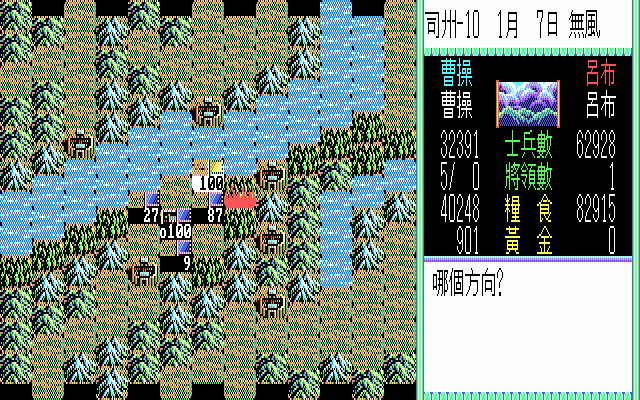 司州-10 1月 7日 無風
曹操 呂布
曹操 呂布
32391 士兵數 62928
5/ 0 將領數 1
40248 糧食 82915
901 黃金 0
哪個方向?
100
27 87
100
9